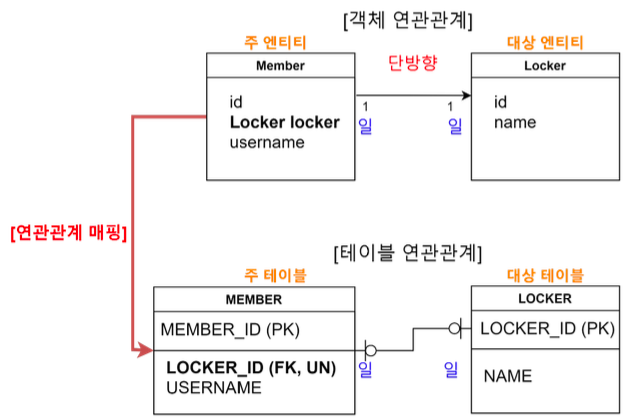 [객체 연관관계]
주 엔티티
대상 엔티티
Member
단방향
Locker
id
Locker locker
username
1
1
일
일
id
name
[연관관계 매핑]
[테이블 연관관계]
주 테이블
대상 테이블
MEMBER
LOCKER
MEMBER_ID (PK)
LOCKER_ID (PK)
LOCKER_ID (FK, UN)
USERNAME
일
일
NAME